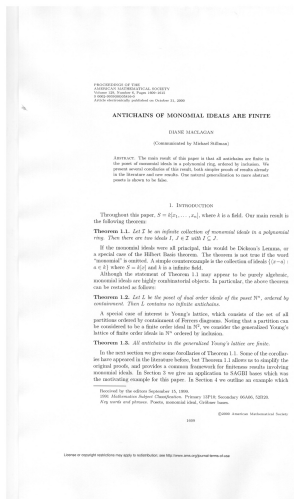 PROCEEDINGS OF THE
AMERICAN MATHEMATICAL SOCIETY
Volume 129, Number 6, Pages 1609–1615
Article electronically published on October 31, 2000
ANTICHAINS OF MONOMIAL IDEALS ARE FINITE
DIANE MACLAGAN
(Communicated by Michael Stillman)
Abstract. The main result of this paper is that all antichains are finite in
the poset of monomial ideals in a polynomial ring, ordered by inclusion. We
present several corollaries of this result, both simpler proofs of results already
in the literature and new results. One natural generalization to more abstract
posets is shown to be false.
1. Introduction
Throughout this paper, S = k[x₁, . . . , xₙ], where k is a field. Our main result is
the following theorem:
Theorem 1.1. Let I be an infinite collection of monomial ideals in a polynomial
ring. Then there are two ideals I, J ∈ I with I ⊆ J.
If the monomial ideals were all principal, this would be Dickson's Lemma, or
a special case of the Hilbert Basis theorem. The theorem is not true if the word
"monomial" is omitted. A simple counterexample is the collection of ideals {(x−a) :
a ∈ k} where S = k[x] and k is a infinite field.
Although the statement of Theorem 1.1 may appear to be purely algebraic,
monomial ideals are highly combinatorial objects. In particular, the above theorem
can be restated as follows:
Theorem 1.2. Let L be the poset of dual order ideals of the poset Nⁿ, ordered by
containment. Then L contains no infinite antichains.
A special case of interest is Young's lattice, which consists of the set of all
partitions ordered by containment of Ferrers diagrams. Noting that a partition can
be considered to be a finite order ideal in N², we consider the generalized Young's
lattice of finite order ideals in Nⁿ ordered by inclusion.
Theorem 1.3. All antichains in the generalized Young's lattice are finite.
In the next section we give some corollaries of Theorem 1.1. Some of the corollar-
ies have appeared in the literature before, but Theorem 1.1 allows us to simplify the
original proofs, and provides a common framework for finiteness results involving
monomial ideals. In Section 3 we give an application to SAGBI bases which was
the motivating example for this paper. In Section 4 we outline an example which
Received by the editors September 15, 1999.
Key words and phrases. Posets, monomial ideal, Gröbner bases.
©2000 American Mathematical Society
1609
License or copyright restrictions may apply to redistribution; see http://www.ams.org/journal-terms-of-use